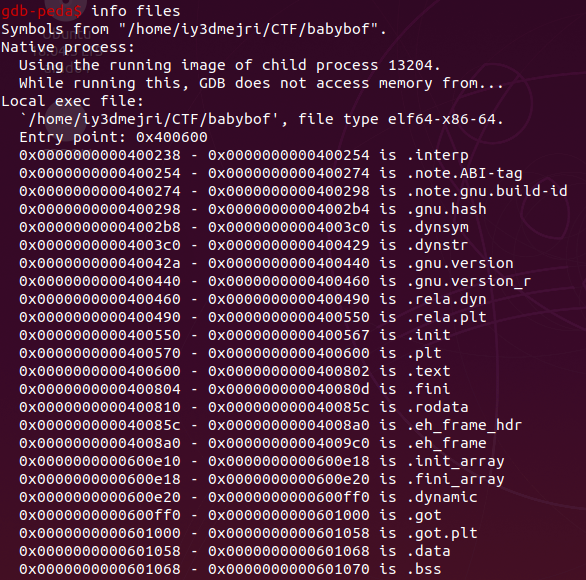 gdb-peda$ info files
Symbols from "/home/iy3dmejri/CTF/babybof".
Native process:
Using the running image of child process 13204.
While running this, GDB does not access memory from...
Local exec file:
`/home/iy3dmejri/CTF/babybof', file type elf64-x86-64.
Entry point: 0x400600
0x0000000000400238 - 0x0000000000400254 is .interp
0x0000000000400254 - 0x0000000000400274 is .note.ABI-tag
0x0000000000400274 - 0x0000000000400298 is .note.gnu.build-id
0x0000000000400298 - 0x00000000004002b4 is .gnu.hash
0x00000000004002b8 - 0x00000000004003c0 is .dynsym
0x00000000004003c0 - 0x0000000000400429 is .dynstr
0x000000000040042a - 0x0000000000400440 is .gnu.version
0x0000000000400440 - 0x0000000000400460 is .gnu.version_r
0x0000000000400460 - 0x0000000000400490 is .rela.dyn
0x0000000000400490 - 0x0000000000400550 is .rela.plt
0x0000000000400550 - 0x0000000000400567 is .init
0x0000000000400570 - 0x0000000000400600 is .plt
0x0000000000400600 - 0x0000000000400802 is .text
0x0000000000400804 - 0x000000000040080d is .fini
0x0000000000400810 - 0x000000000040085c is .rodata
0x000000000040085c - 0x00000000004008a0 is .eh_frame_hdr
0x00000000004008a0 - 0x00000000004009c0 is .eh_frame
0x0000000000600e10 - 0x0000000000600e18 is .init_array
0x0000000000600e18 - 0x0000000000600e20 is .fini_array
0x0000000000600e20 - 0x0000000000600ff0 is .dynamic
0x0000000000600ff0 - 0x0000000000601000 is .got
0x0000000000601000 - 0x0000000000601058 is .got.plt
0x0000000000601058 - 0x0000000000601068 is .data
0x0000000000601068 - 0x0000000000601070 is .bss